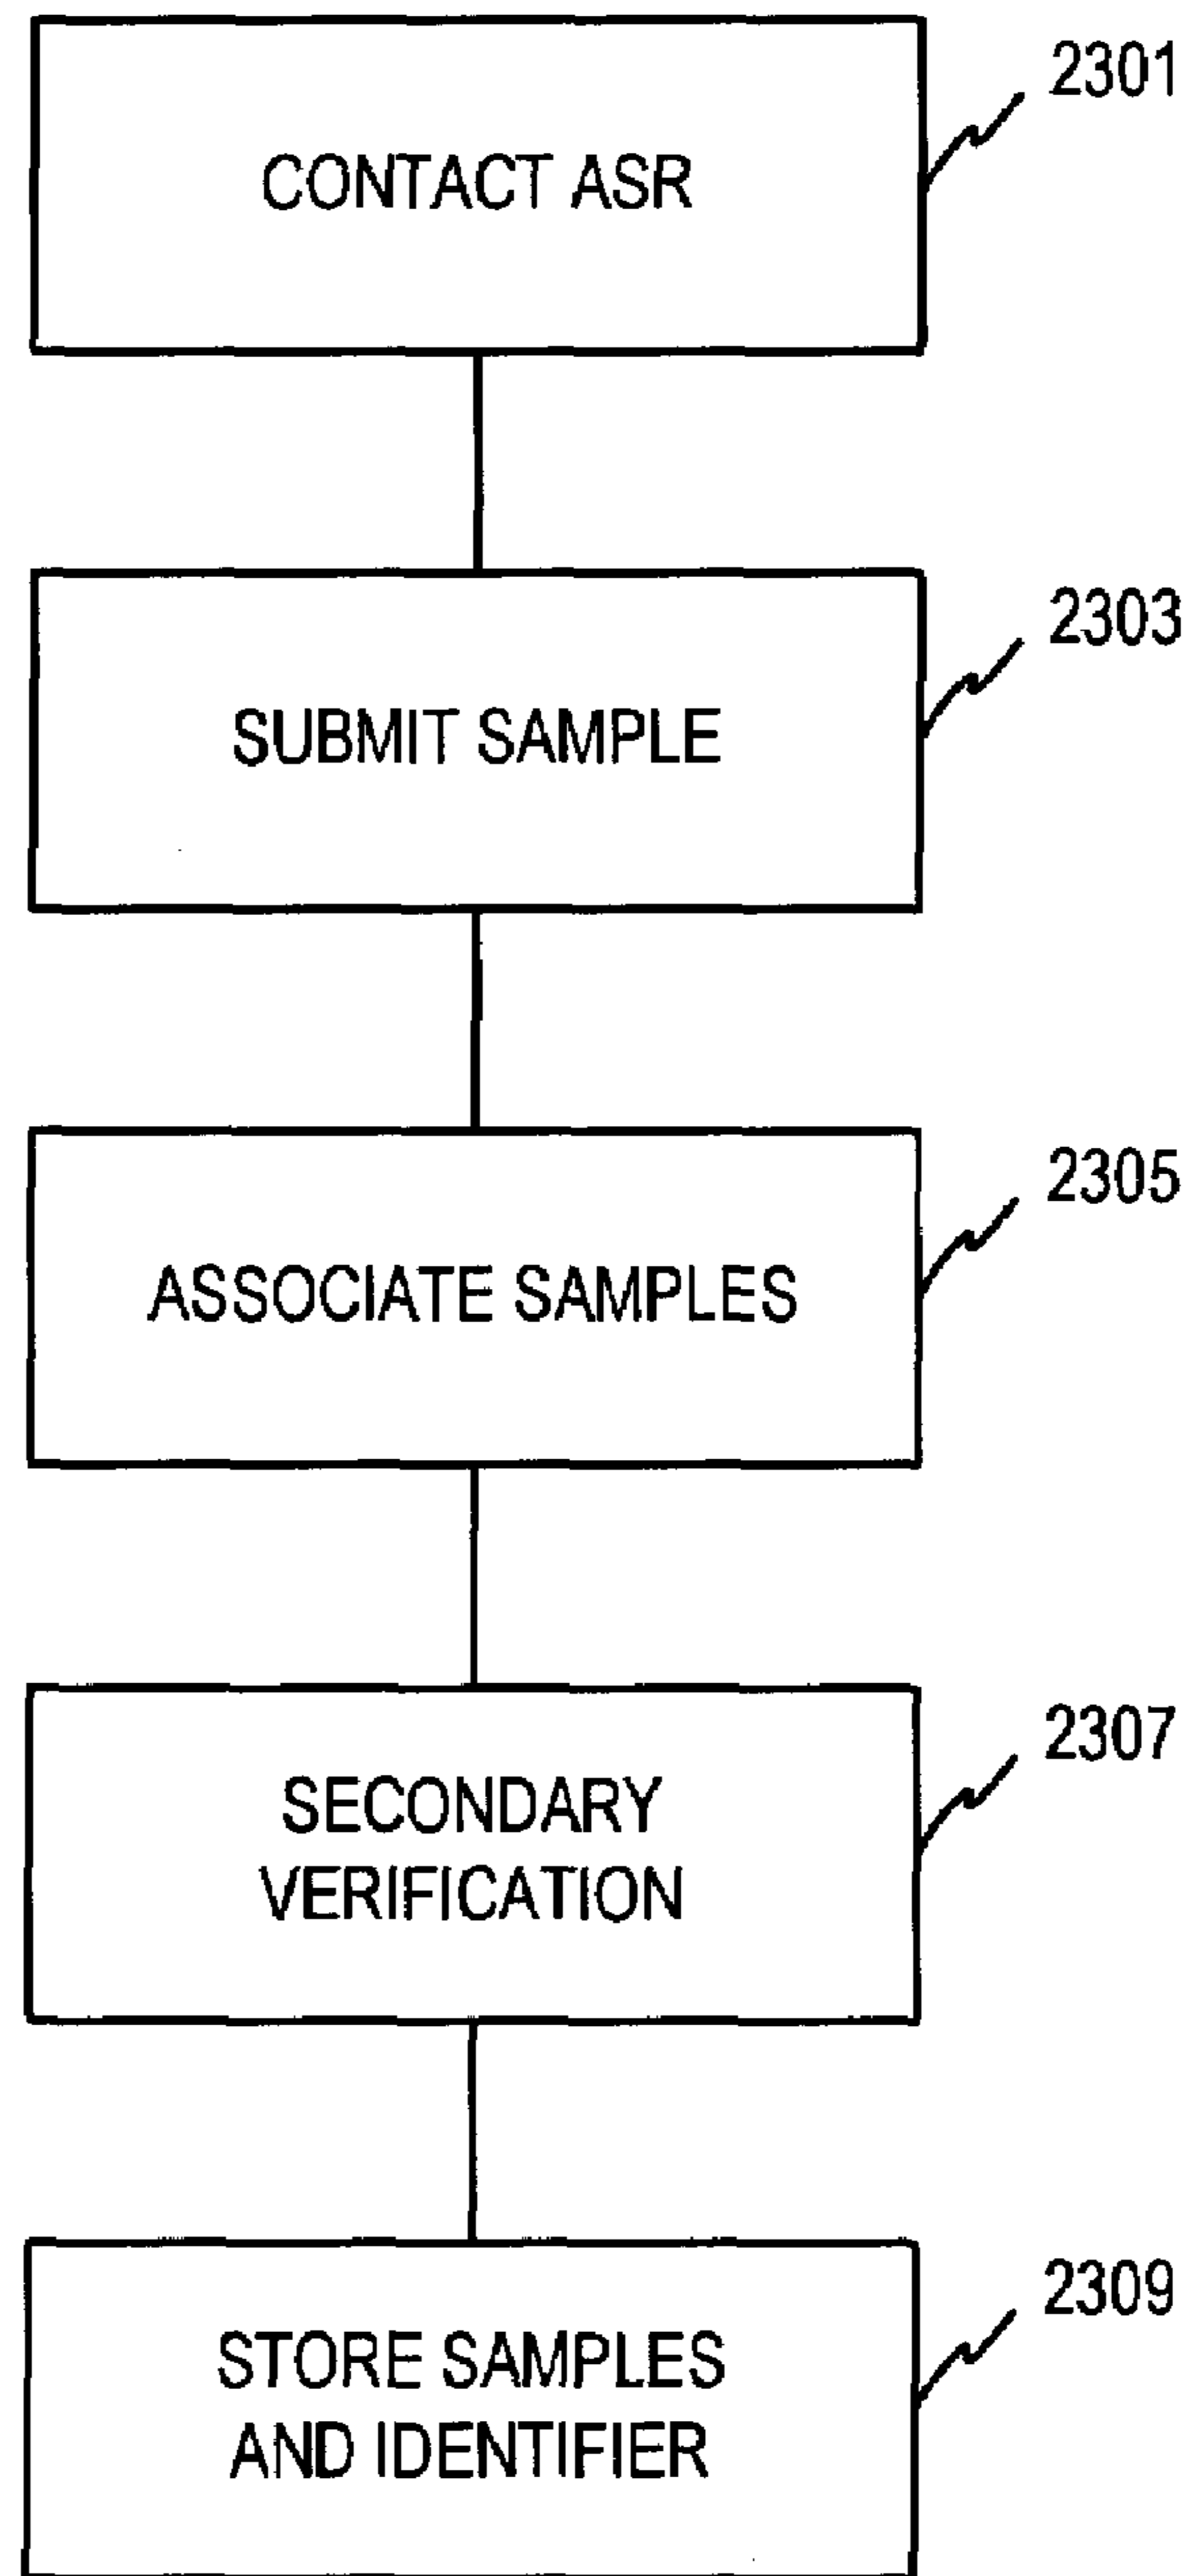 2301
CONTACT ASR
2303
SUBMIT SAMPLE
2305
ASSOCIATE SAMPLES
2307
SECONDARY
VERIFICATION
2309
STORE SAMPLES
AND IDENTIFIER